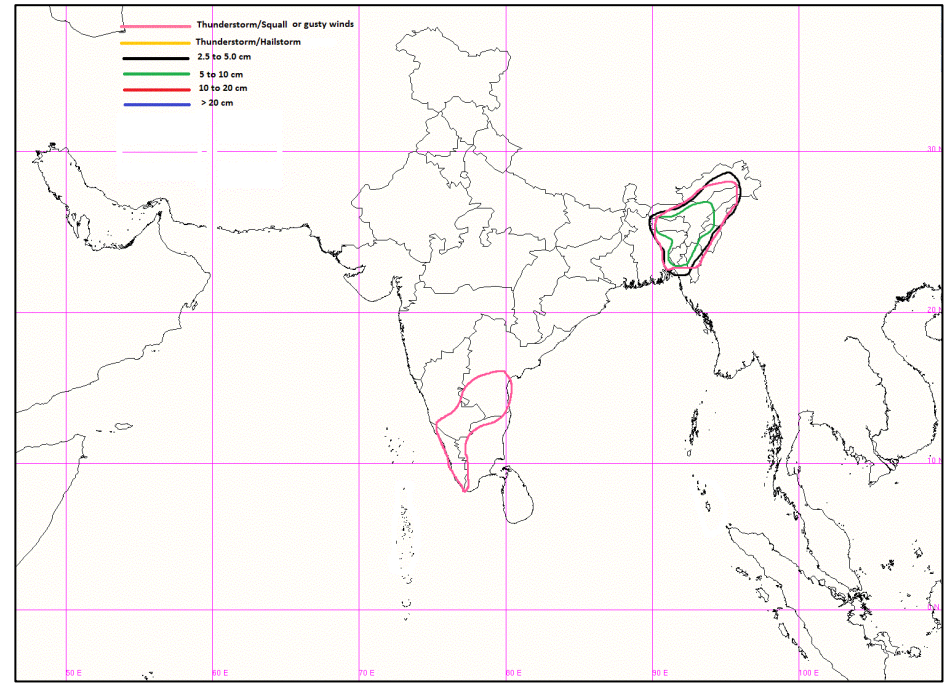 Thunderstorm/Squall or gusty winds
Thunderstorm/Hailstorm
2.5 to 5.0 cm
5 to 10 cm
10 to 20 cm
> 20 cm
30 N
20 N
10 N
50 E
60 E
70 E
80 E
90 E
100 E